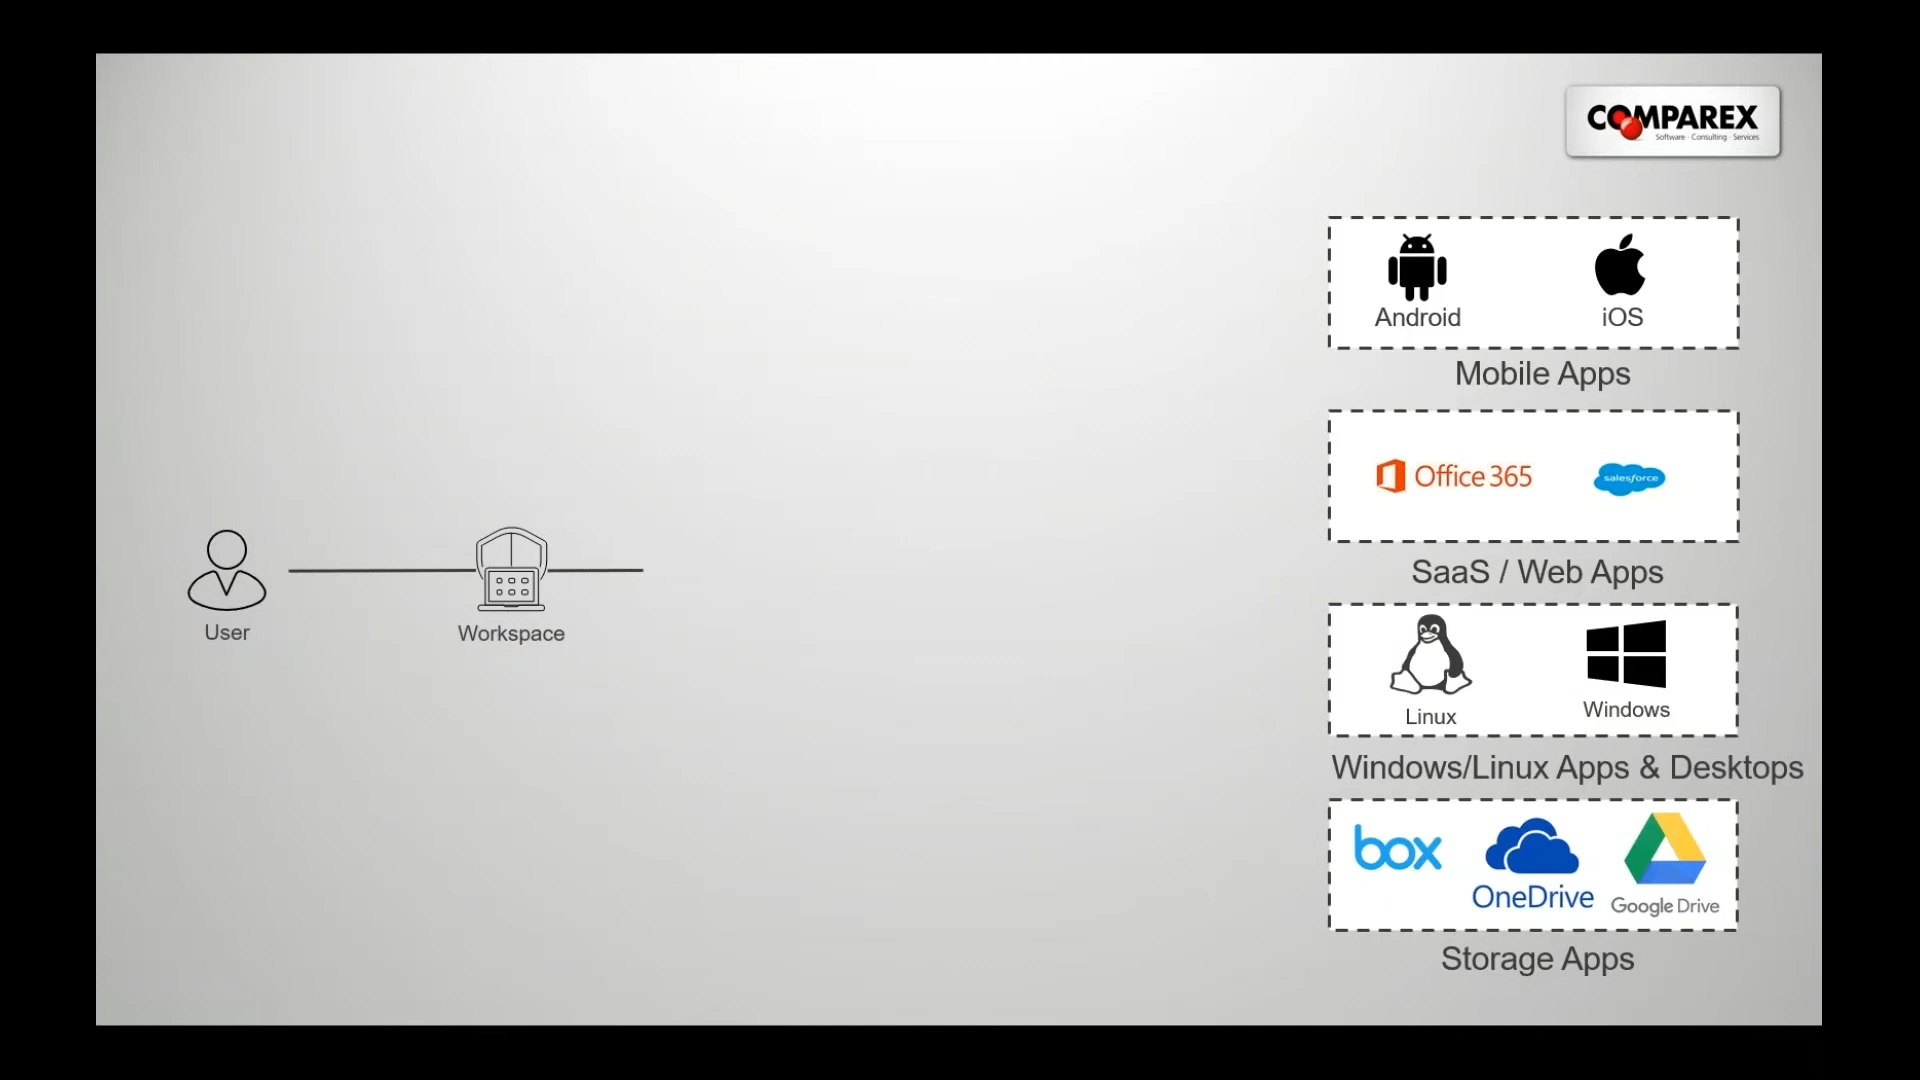 COMPAREX
Software · Consulting · Services
Android
iOS
Mobile Apps
Office 365
salesforce
SaaS / Web Apps
User
Workspace
Linux
Windows
Windows/Linux Apps & Desktops
box
OneDrive
Google Drive
Storage Apps